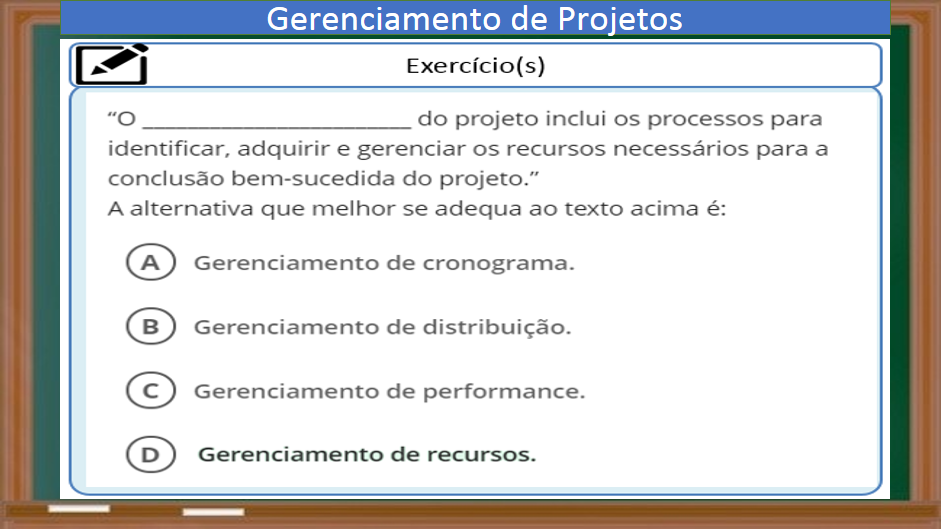 Gerenciamento de Projetos
Exercício(s)
“O ________________________ do projeto inclui os processos para
identificar, adquirir e gerenciar os recursos necessários para a
conclusão bem-sucedida do projeto.”
A alternativa que melhor se adequa ao texto acima é:
A Gerenciamento de cronograma.
B Gerenciamento de distribuição.
C Gerenciamento de performance.
D Gerenciamento de recursos.